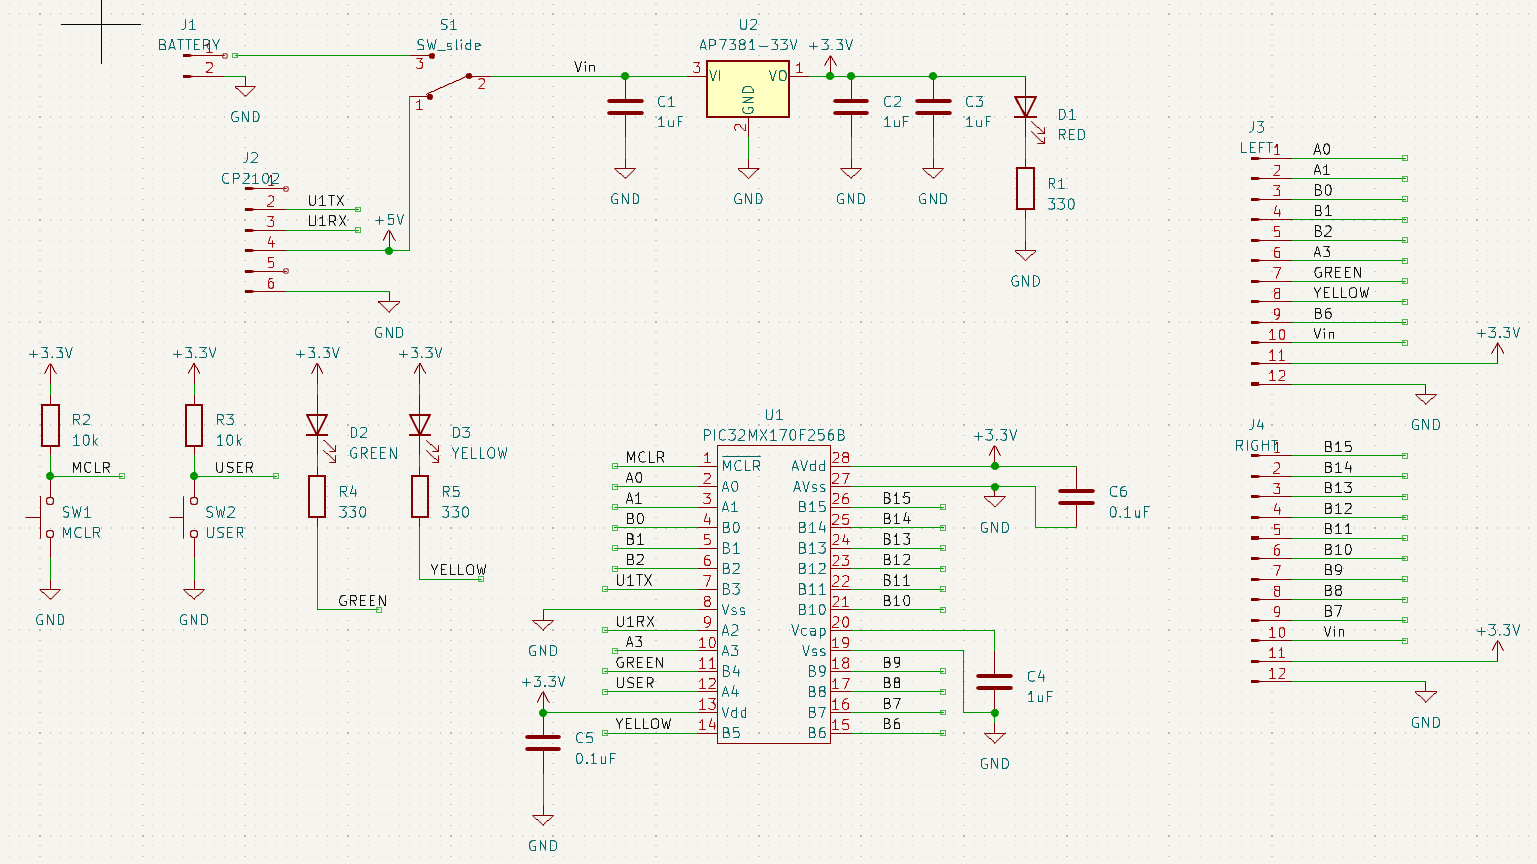 J1
BATTERY
1
2
GND
S1
SW_slide
3
2
1
Vin
C1
1uF
GND
U2
AP7381-33V
3 VI VO 1
GND
2
GND
+3.3V
C2
1uF
GND
C3
1uF
GND
D1
RED
R1
330
GND
J2
CP2102
1
2 U1TX
3 U1RX
4
5
6
+5V
GND
J3
LEFT
1 A0
2 A1
3 B0
4 B1
5 B2
6 A3
7 GREEN
8 YELLOW
9 B6
10 Vin
11
12
+3.3V
GND
+3.3V
R2
10k
MCLR
SW1
MCLR
GND
+3.3V
R3
10k
USER
SW2
USER
GND
+3.3V
D2
GREEN
R4
330
GREEN
+3.3V
D3
YELLOW
R5
330
YELLOW
U1
PIC32MX170F256B
MCLR 1 MCLR
A0 2 A0
A1 3 A1
B0 4 B0
B1 5 B1
B2 6 B2
U1TX 7 B3
8 Vss
U1RX 9 A2
A3 10 A3
GREEN 11 B4
USER 12 A4
13 Vdd
YELLOW 14 B5
AVdd 28
AVss 27
B15 26 B15
B14 25 B14
B13 24 B13
B12 23 B12
B11 22 B11
B10 21 B10
Vcap 20
Vss 19
B9 18 B9
B8 17 B8
B7 16 B7
B6 15 B6
GND
+3.3V
C5
0.1uF
GND
+3.3V
GND
C6
0.1uF
C4
1uF
GND
J4
RIGHT
1 B15
2 B14
3 B13
4 B12
5 B11
6 B10
7 B9
8 B8
9 B7
10 Vin
11
12
+3.3V
GND